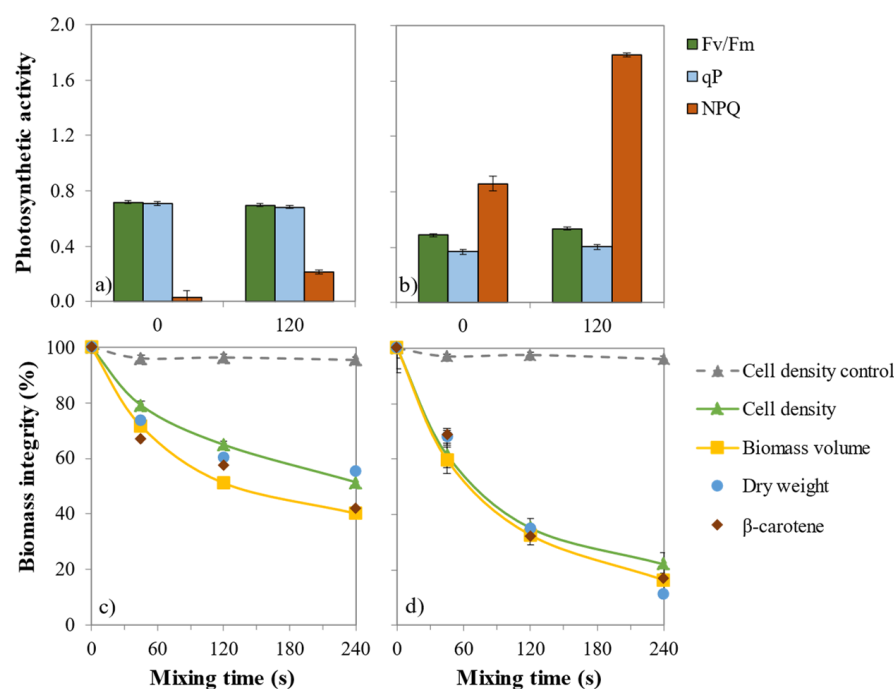 Photosynthetic activity
2.0
1.6
1.2
0.8
0.4
0.0
a)
0
120
b)
0
120
Fv/Fm
qP
NPQ
Biomass integrity (%)
100
80
60
40
20
0
c)
0
60
120
180
240
Mixing time (s)
d)
0
60
120
180
240
Mixing time (s)
Cell density control
Cell density
Biomass volume
Dry weight
β-carotene